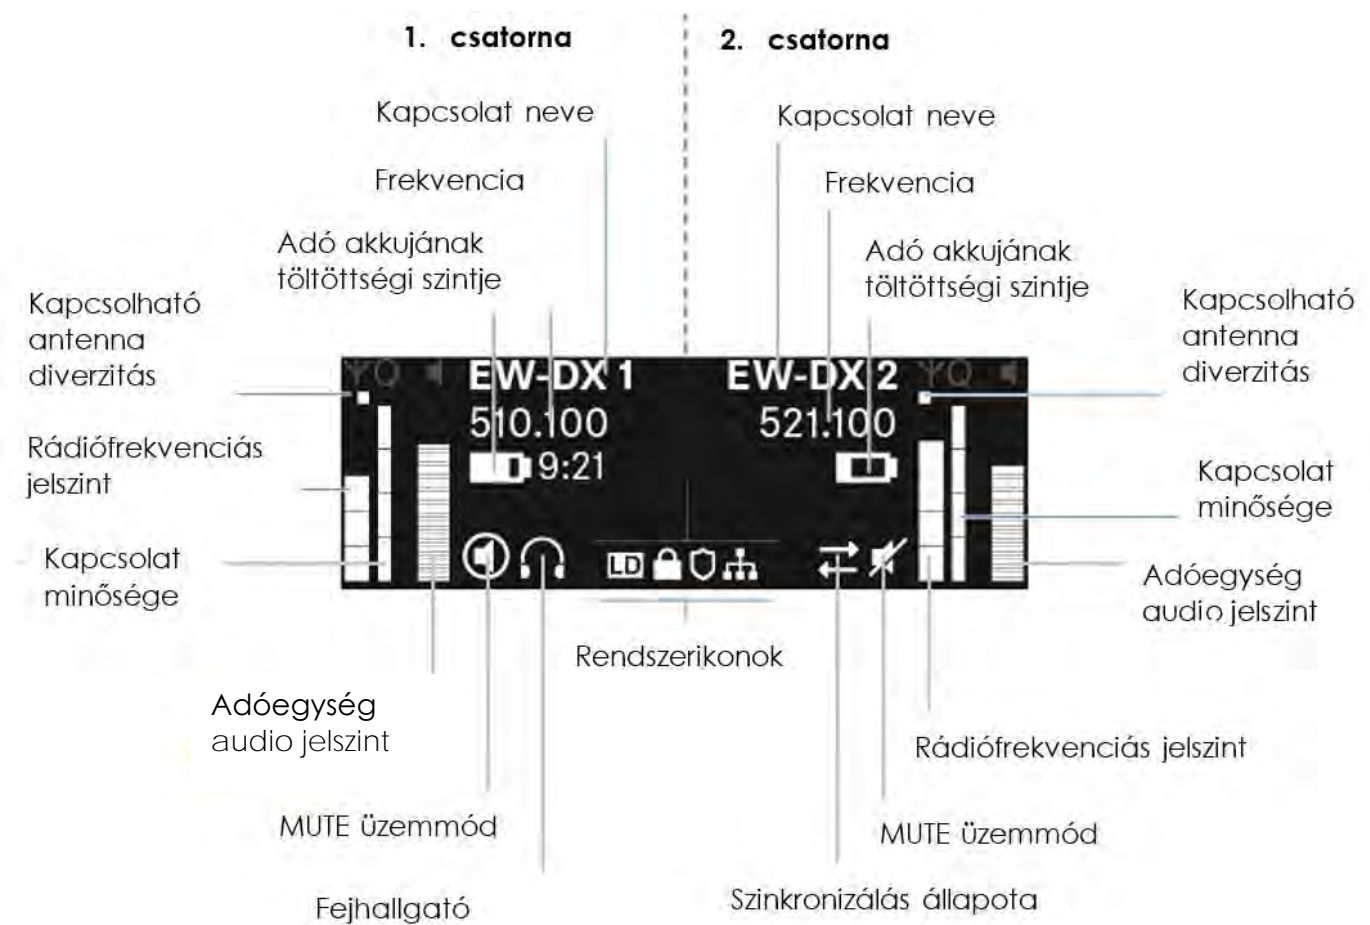 1. csatorna
2. csatorna
Kapcsolat neve
Kapcsolat neve
Frekvencia
Frekvencia
Adó akkujának
töltöttségi szintje
Adó akkujának
töltöttségi szintje
Kapcsolható
antenna
diverzitás
Kapcsolható
antenna
diverzitás
EW-DX 1
EW-DX 2
510.100
521.100
9:21
Rádiófrekvenciás
jelszint
Kapcsolat
minősége
Kapcsolat
minősége
LD
Adóegység
audio jelszint
Rendszerikonok
Adóegység
audio jelszint
Rádiófrekvenciás jelszint
MUTE üzemmód
MUTE üzemmód
Fejhallgató
Szinkronizálás állapota